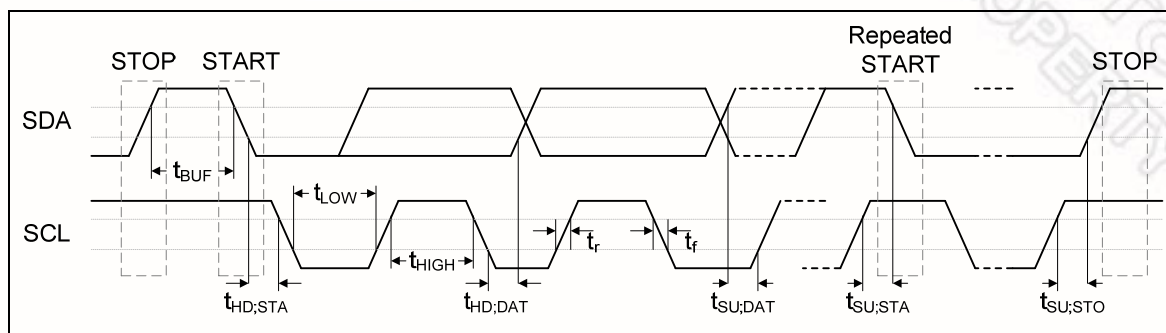 STOP START Repeated START STOP
SDA
tBUF
tLOW
SCL
tHIGH
tr
tf
tHD;STA
tHD;DAT
tSU;DAT
tSU;STA
tSU;STO
PROPERTY